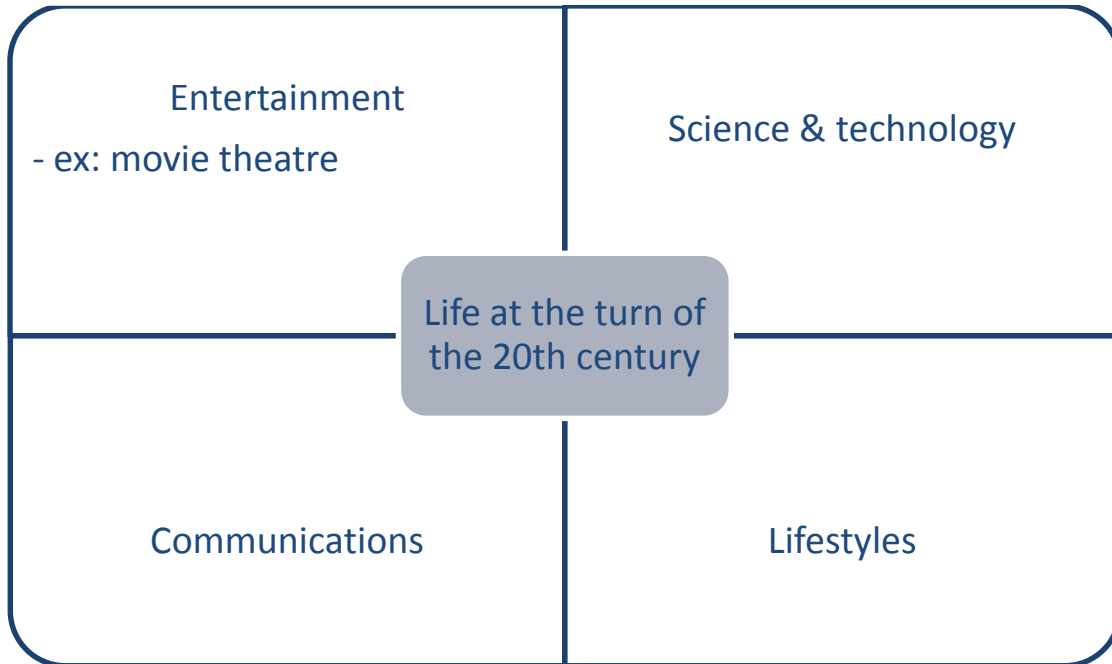 Entertainment
- ex: movie theatre
Science & technology
Life at the turn of
the 20th century
Communications
Lifestyles